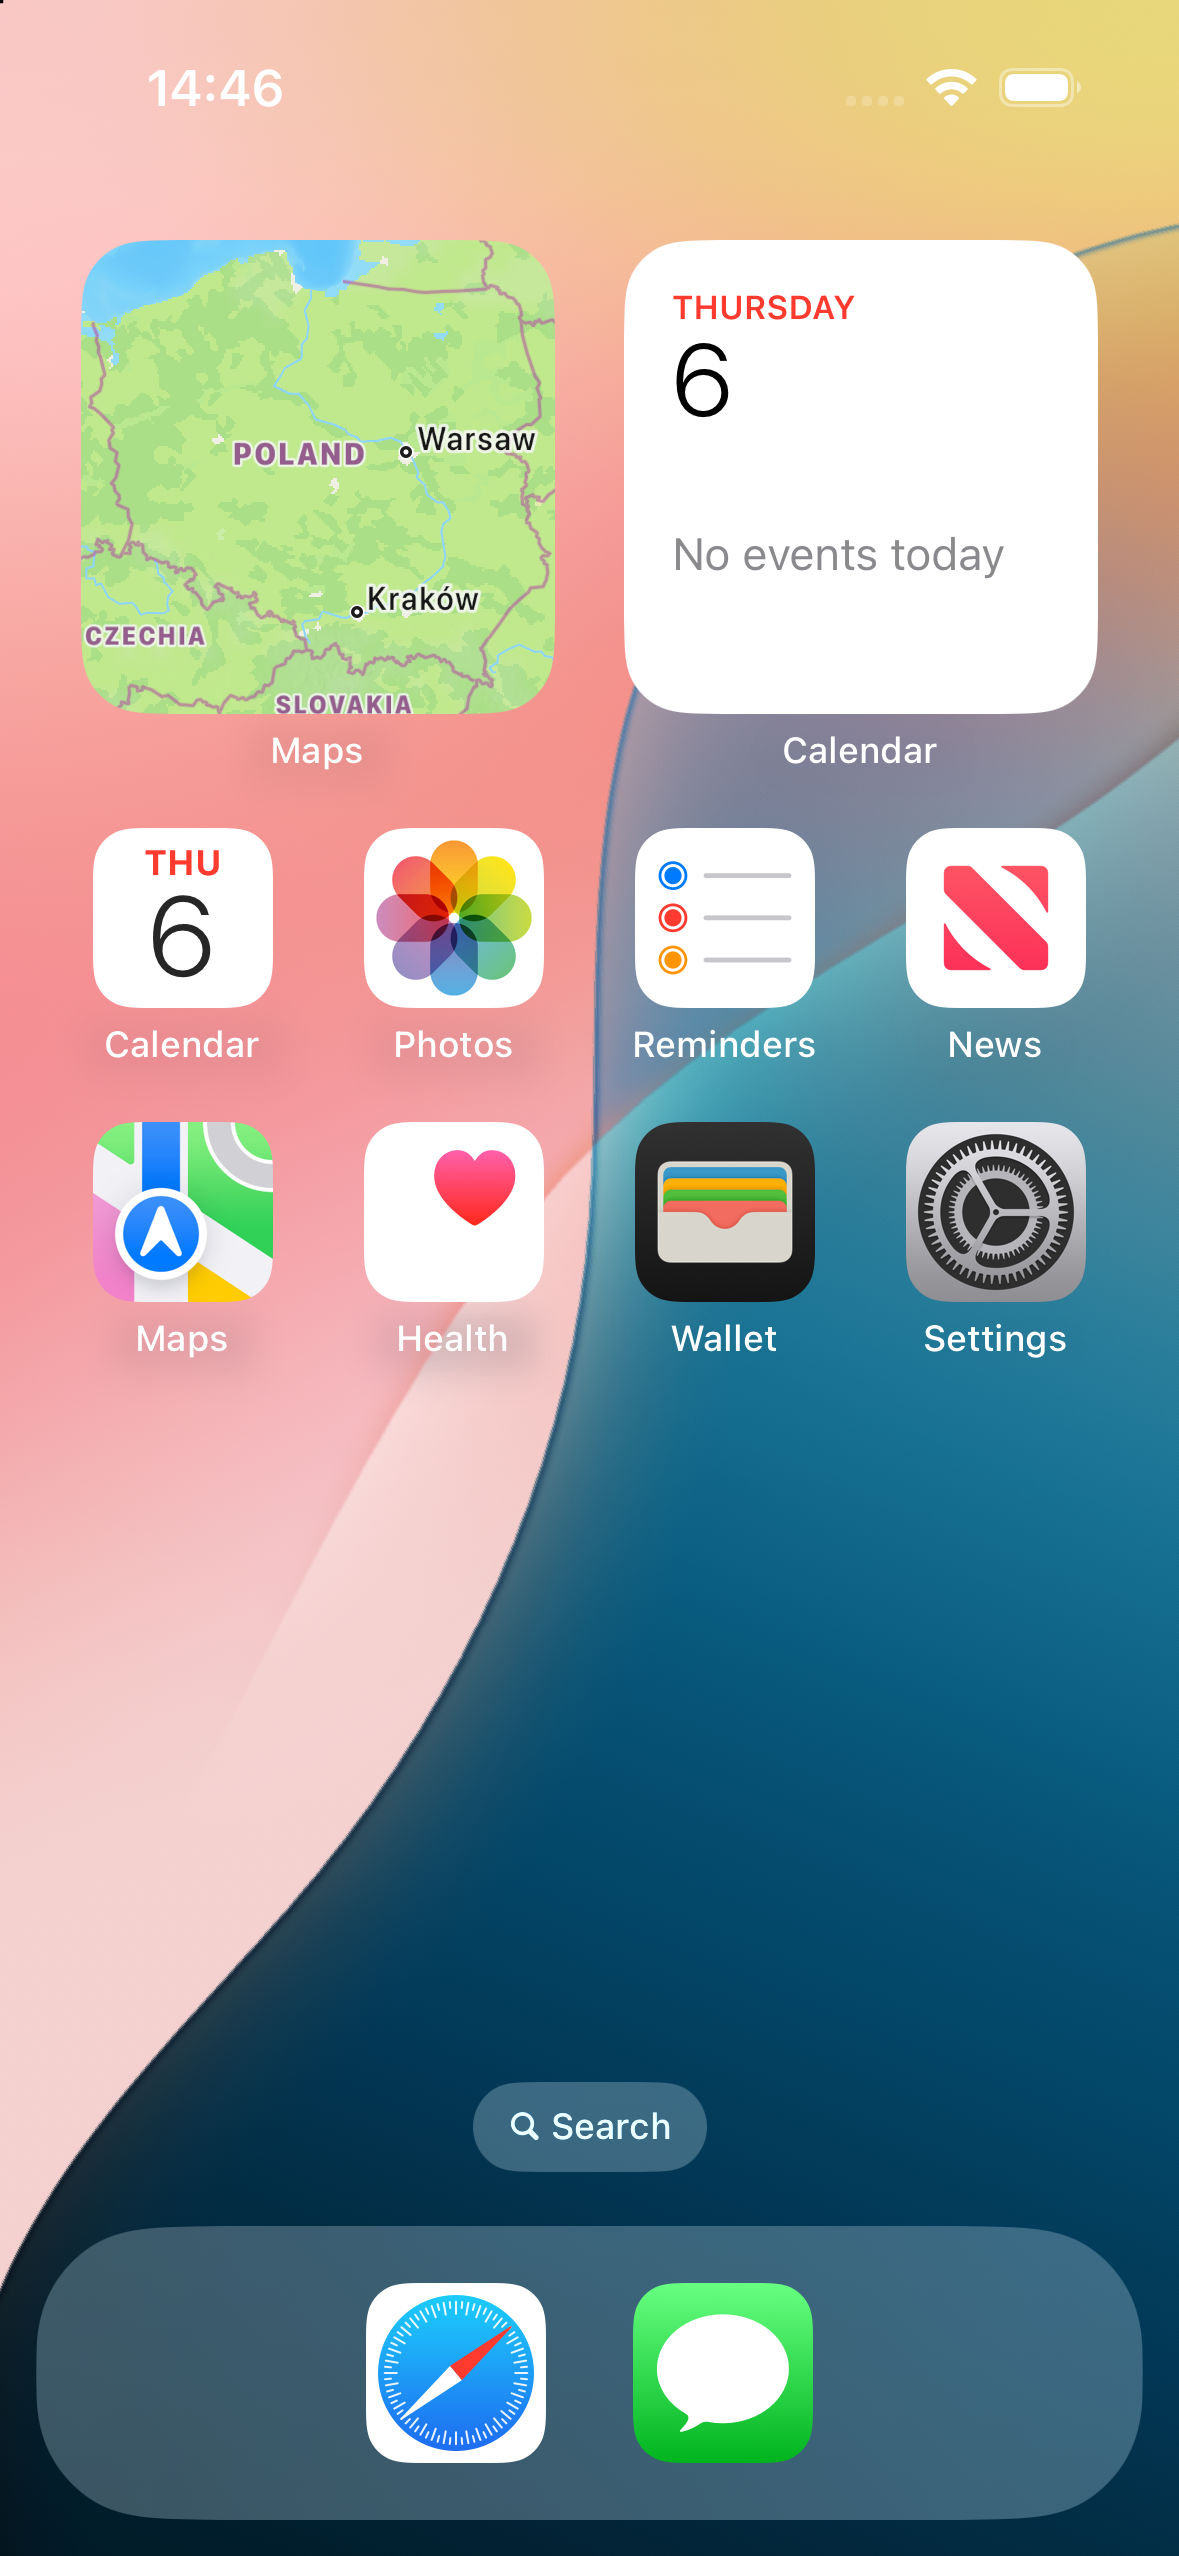 14:46
POLAND
Warsaw
Kraków
CZECHIA
SLOVAKIA
Maps
THURSDAY
6
No events today
Calendar
THU
6
Calendar
Photos
Reminders
News
Maps
Health
Wallet
Settings
Search